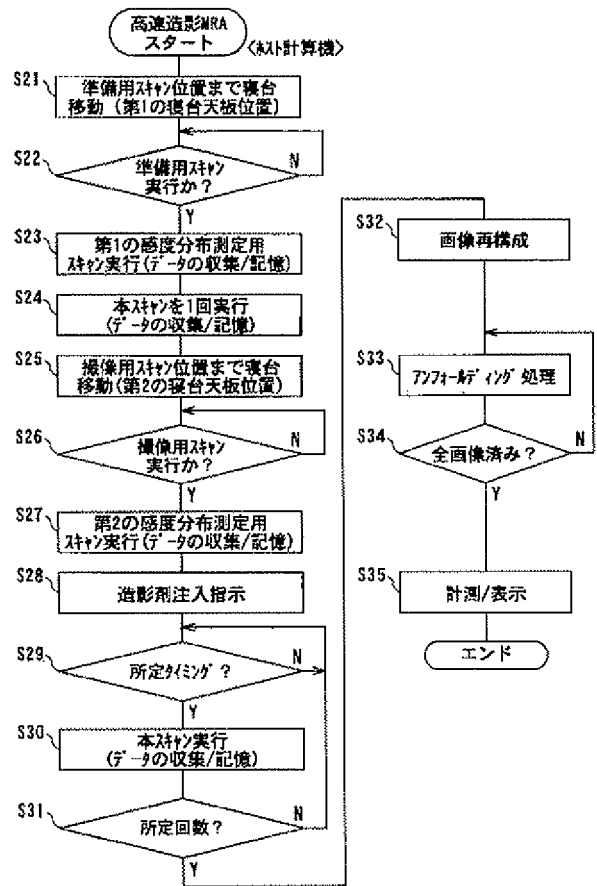 高速造影MRA
スタート
<ﾎｽﾄ計算機>
S21
準備用ｽｷｬﾝ位置まで寝台
移動(第1の寝台天板位置)
S22
準備用ｽｷｬﾝ
実行か?
N
Y
S23
第1の感度分布測定用
ｽｷｬﾝ実行(ﾃﾞｰﾀの収集/記憶)
S24
本ｽｷｬﾝを1回実行
(ﾃﾞｰﾀの収集/記憶)
S25
撮像用ｽｷｬﾝ位置まで寝台
移動(第2の寝台天板位置)
S26
撮像用ｽｷｬﾝ
実行か?
N
Y
S27
第2の感度分布測定用
ｽｷｬﾝ実行(ﾃﾞｰﾀの収集/記憶)
S28
造影剤注入指示
S29
所定ﾀｲﾐﾝｸﾞ?
N
Y
S30
本ｽｷｬﾝ実行
(ﾃﾞｰﾀの収集/記憶)
S31
所定回数?
N
Y
S32
画像再構成
S33
ｱﾝﾌｫｰﾙﾃﾞｨﾝｸﾞ処理
S34
全画像済み?
N
Y
S35
計測/表示
エンド